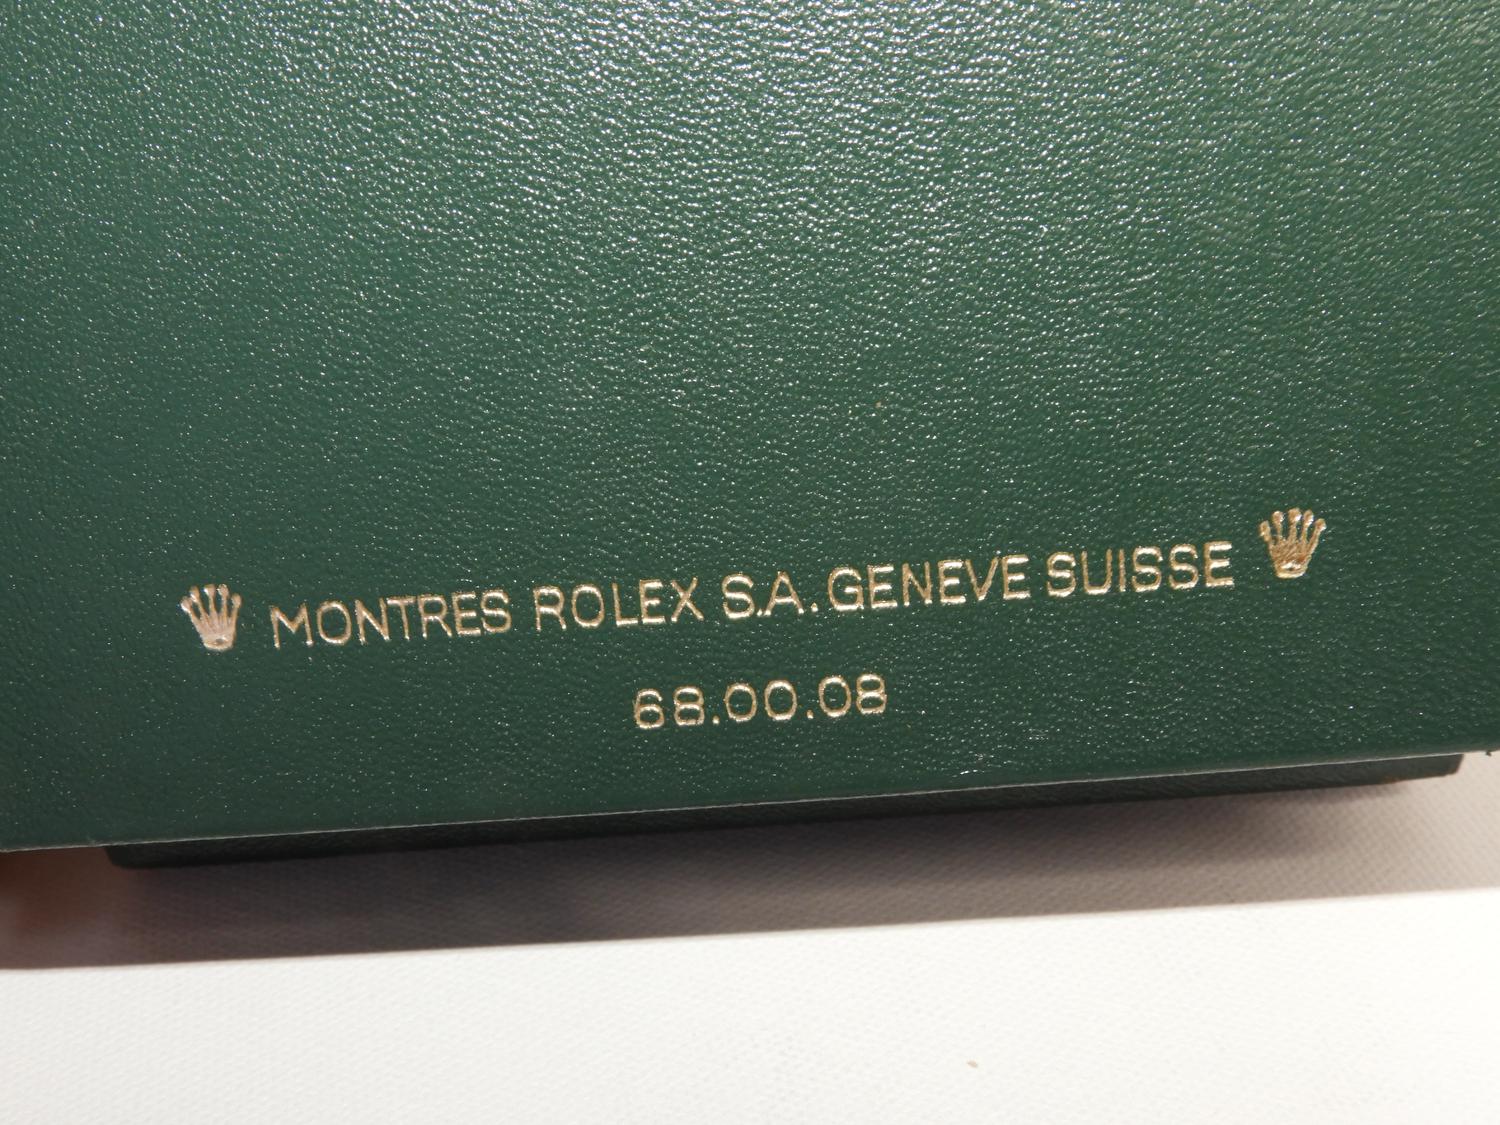 MONTRES ROLEX S.A. GENEVE SUISSE
68.00.08